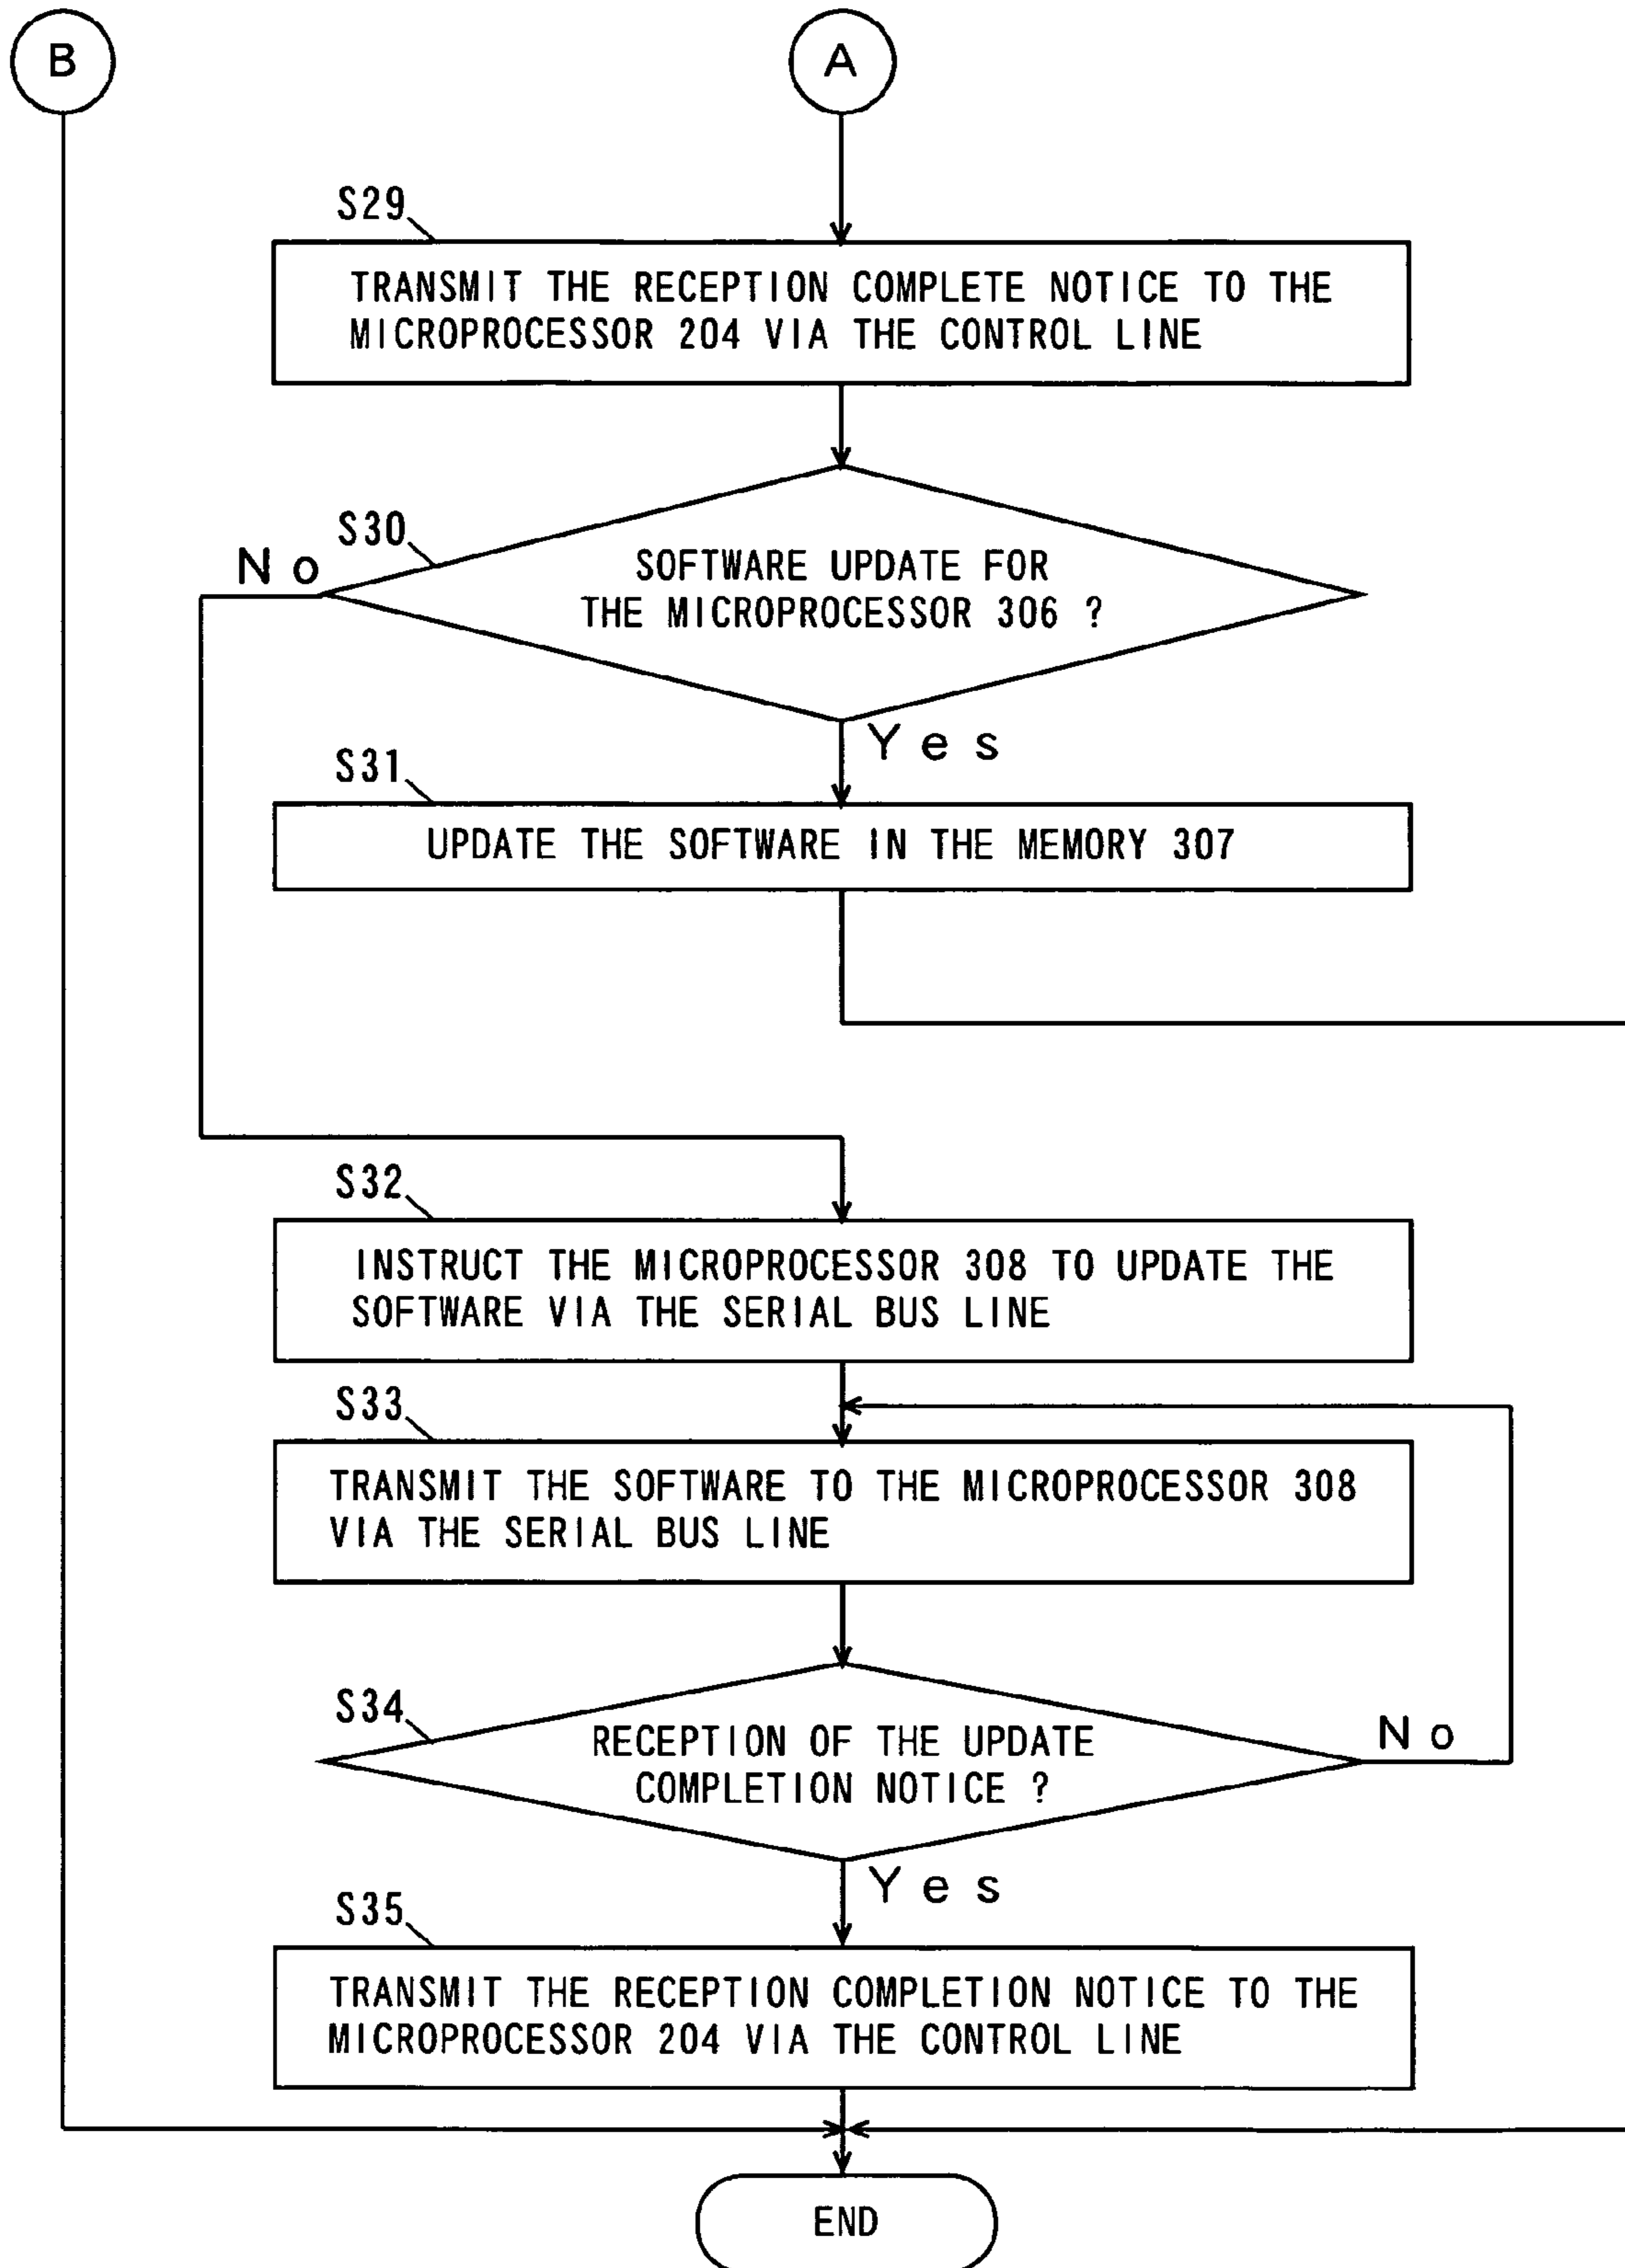 B
A
S29
TRANSMIT THE RECEPTION COMPLETE NOTICE TO THE
MICROPROCESSOR 204 VIA THE CONTROL LINE
S30
No
SOFTWARE UPDATE FOR
THE MICROPROCESSOR 306 ?
Yes
S31
UPDATE THE SOFTWARE IN THE MEMORY 307
S32
INSTRUCT THE MICROPROCESSOR 308 TO UPDATE THE
SOFTWARE VIA THE SERIAL BUS LINE
S33
TRANSMIT THE SOFTWARE TO THE MICROPROCESSOR 308
VIA THE SERIAL BUS LINE
S34
RECEPTION OF THE UPDATE
COMPLETION NOTICE ?
No
Yes
S35
TRANSMIT THE RECEPTION COMPLETION NOTICE TO THE
MICROPROCESSOR 204 VIA THE CONTROL LINE
END